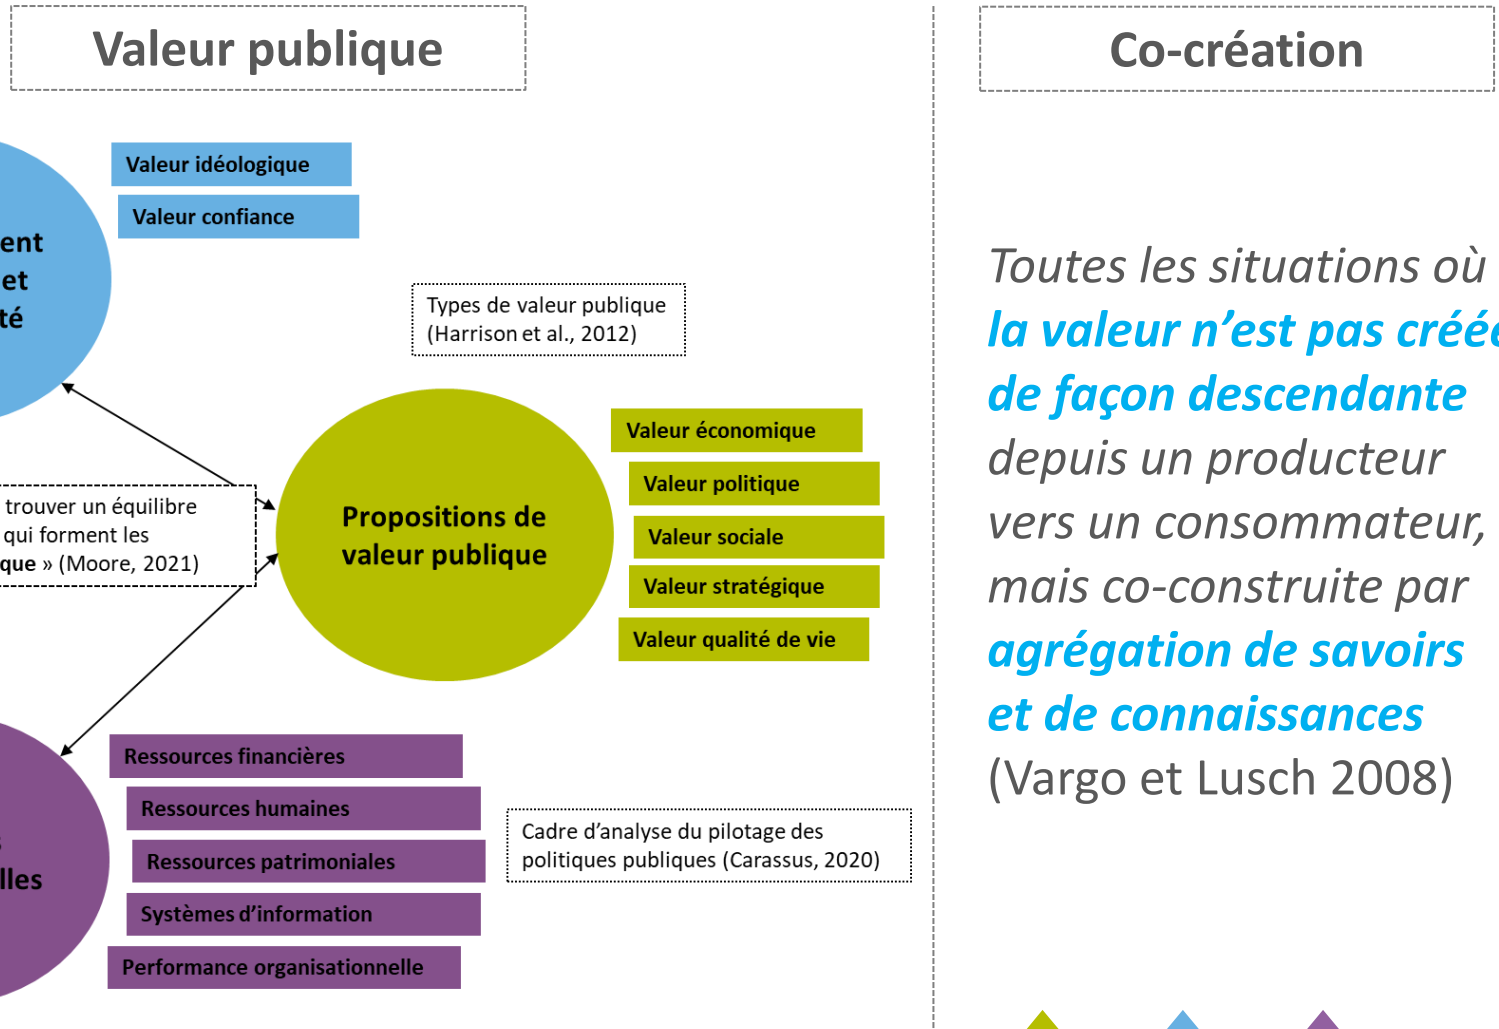 Valeur publique
Valeur idéologique
Valeur confiance
ent
et
té
Types de valeur publique
(Harrison et al., 2012)
trouver un équilibre
qui forment les
que » (Moore, 2021)
Propositions de
valeur publique
Valeur économique
Valeur politique
Valeur sociale
Valeur stratégique
Valeur qualité de vie
lles
Ressources financières
Ressources humaines
Ressources patrimoniales
Systèmes d’information
Performance organisationnelle
Cadre d’analyse du pilotage des
politiques publiques (Carassus, 2020)
Co-création
Toutes les situations où
la valeur n’est pas créée
de façon descendante
depuis un producteur
vers un consommateur,
mais co-construite par
agrégation de savoirs
et de connaissances
(Vargo et Lusch 2008)